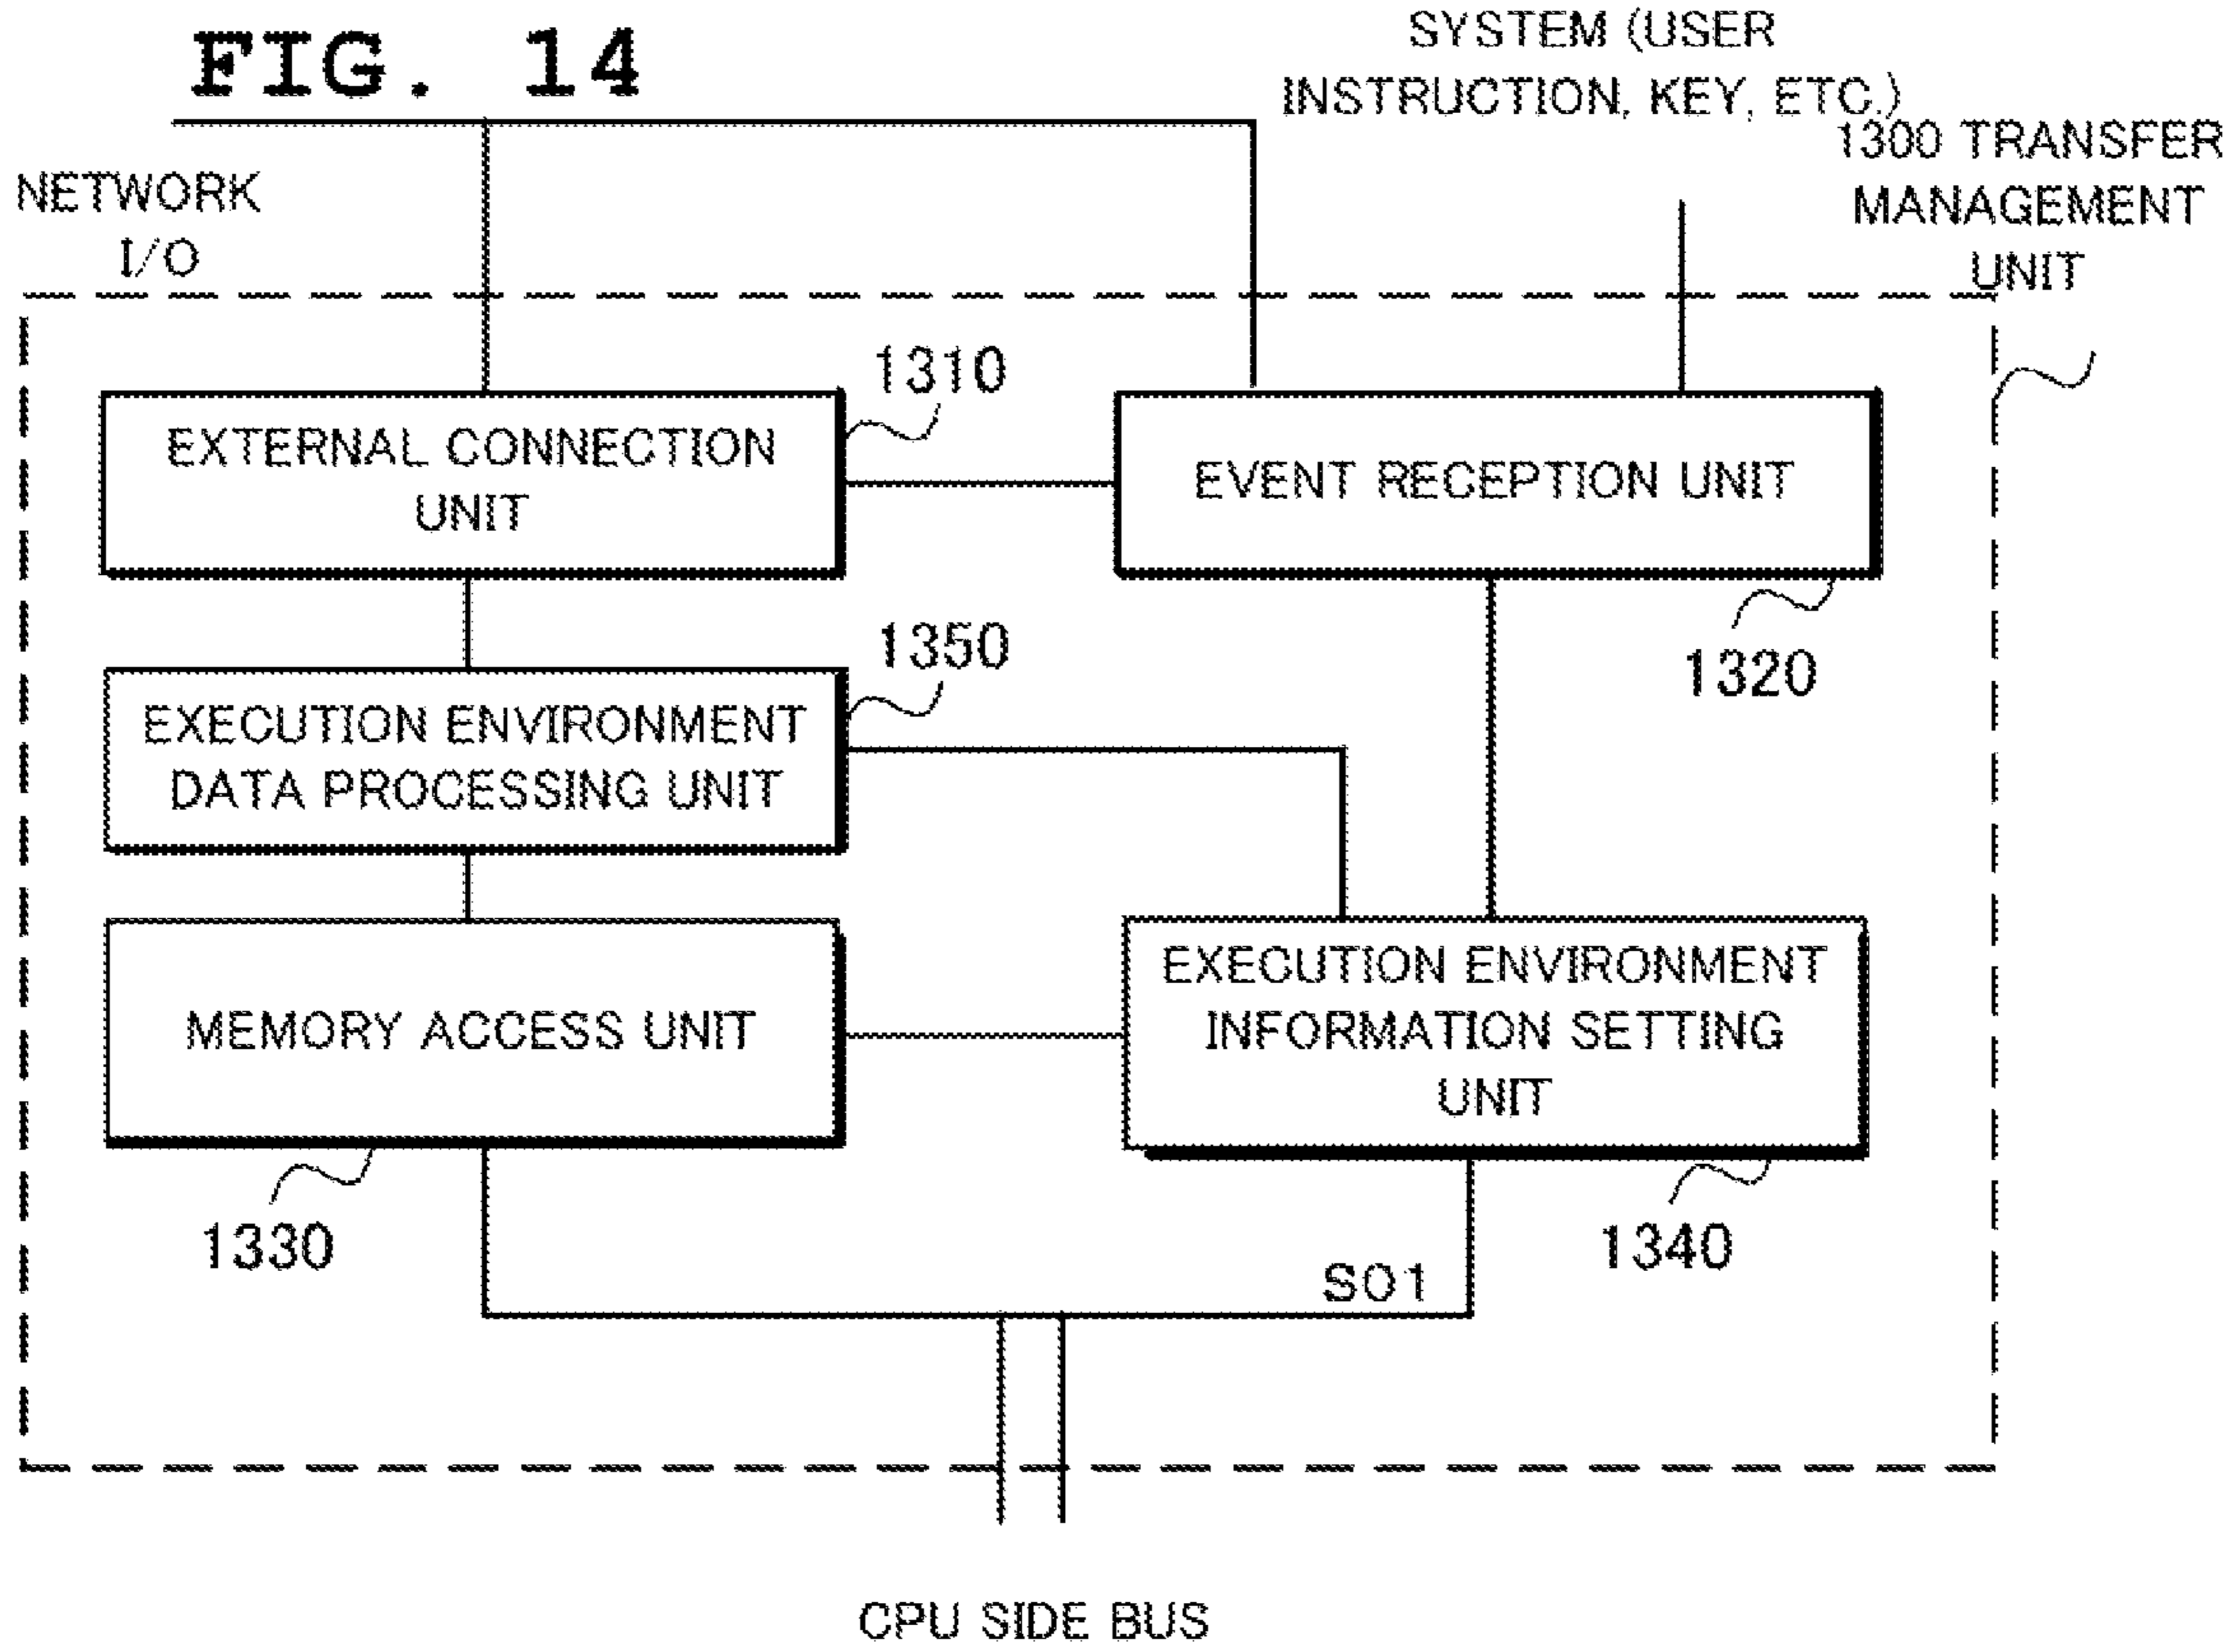 FIG. 14
SYSTEM (USER
INSTRUCTION, KEY, ETC.)
1300 TRANSFER
MANAGEMENT
UNIT
NETWORK
I/O
1310
EXTERNAL CONNECTION
UNIT
EVENT RECEPTION UNIT
1320
1350
EXECUTION ENVIRONMENT
DATA PROCESSING UNIT
MEMORY ACCESS UNIT
EXECUTION ENVIRONMENT
INFORMATION SETTING
UNIT
1330
1340
SO1
CPU SIDE BUS